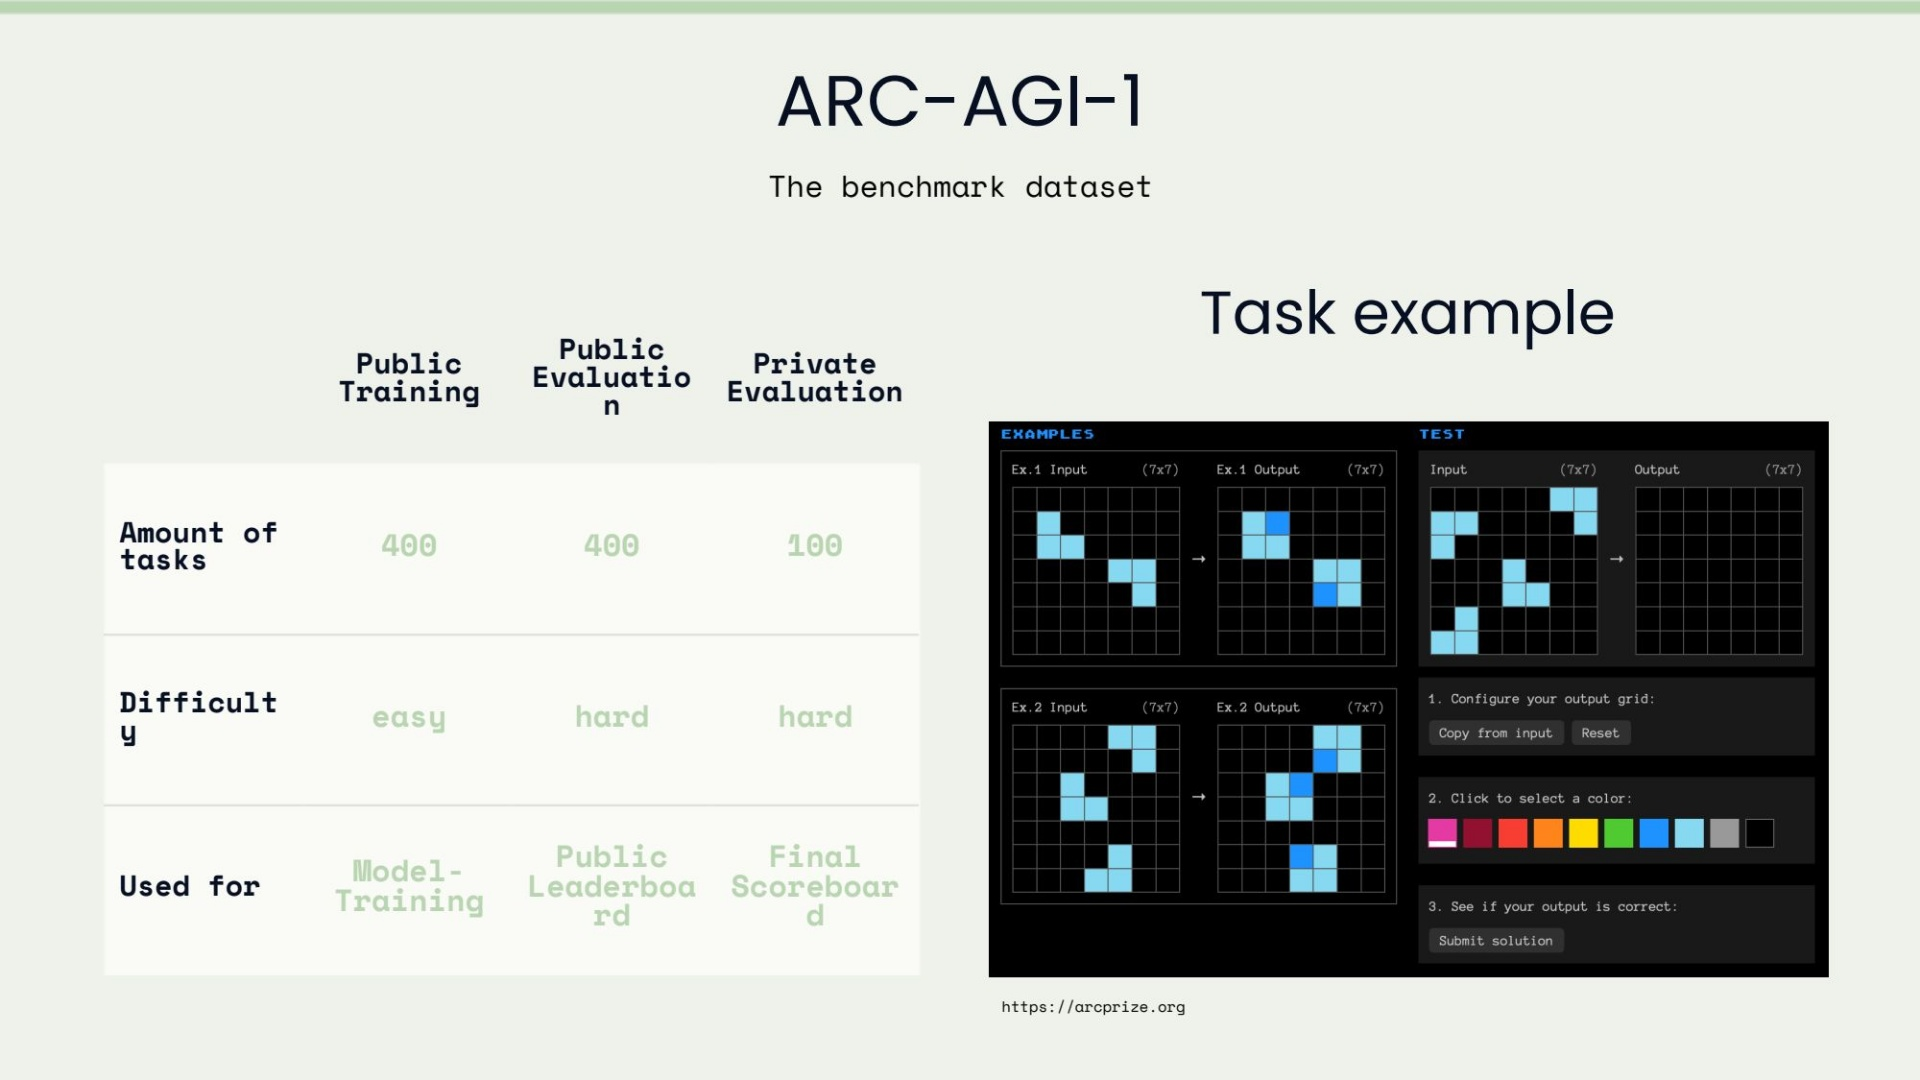 ARC-AGI-1
The benchmark dataset
Public
Training
Public
Evaluatio
n
Private
Evaluation
Amount of
tasks
400
400
100
Difficult
y
easy
hard
hard
Used for
Model-
Training
Public
Leaderboa
rd
Final
Scoreboar
d
Task example
EXAMPLES
Ex.1 Input (7x7)
Ex.1 Output (7x7)
→
Ex.2 Input (7x7)
Ex.2 Output (7x7)
→
TEST
Input (7x7)
Output (7x7)
→
1. Configure your output grid:
Copy from input Reset
2. Click to select a color:
3. See if your output is correct:
Submit solution
https://arcprize.org